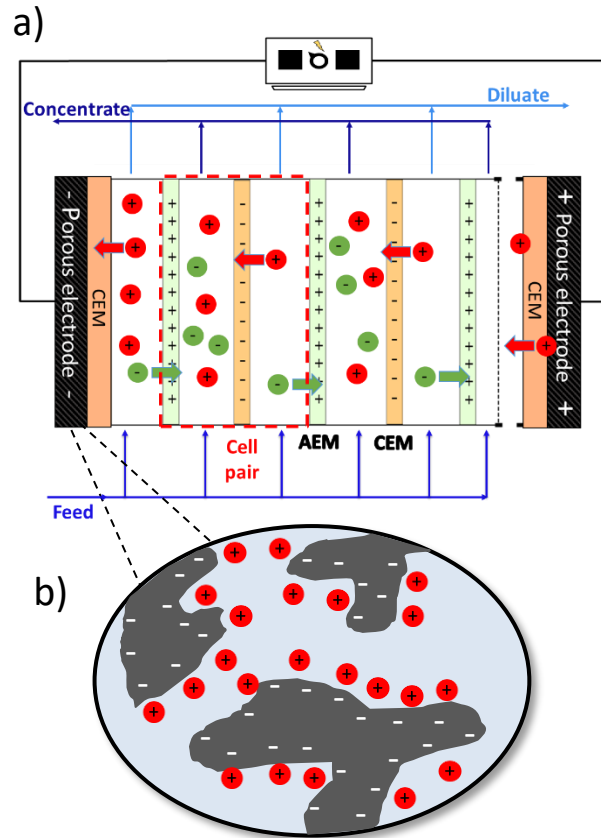 a)
Concentrate
Diluate
- Porous electrode -
CEM
CEM
+ Porous electrode +
Cell
pair
AEM
CEM
Feed
b)